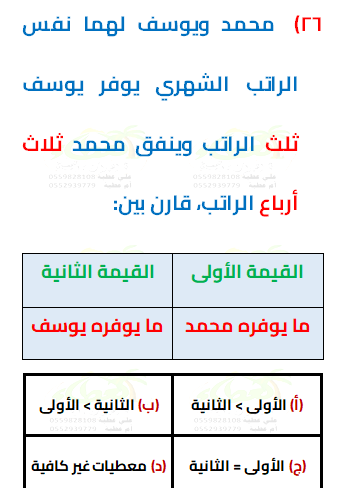 ٢٦) محمد ويوسف لهما نفس
الراتب الشهري يوفر يوسف
ثلث الراتب وينفق محمد ثلاث
أرباع الراتب، قارن بين:
القيمة الأولى القيمة الثانية
ما يوفره محمد ما يوفره يوسف
(أ) الأولى > الثانية (ب) الثانية > الأولى
(ج) الأولى = الثانية (د) معطيات غير كافية